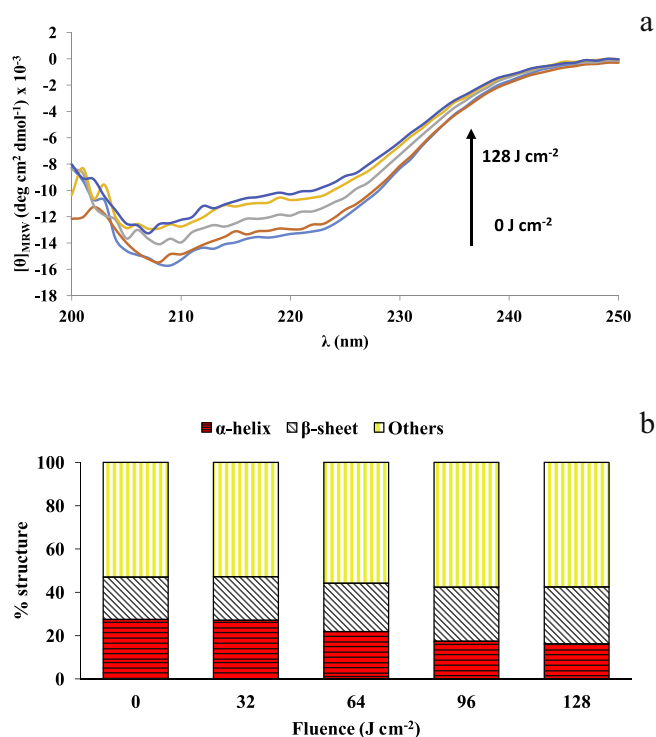 a
2
0
-2
-4
-6
-8
-10
-12
-14
-16
-18
[θ]MRW (deg cm² dmol⁻¹) x 10⁻³
128 J cm⁻²
0 J cm⁻²
200 210 220 230 240 250
λ (nm)
b
α-helix β-sheet Others
100
80
60
40
20
0
% structure
0 32 64 96 128
Fluence (J cm⁻²)